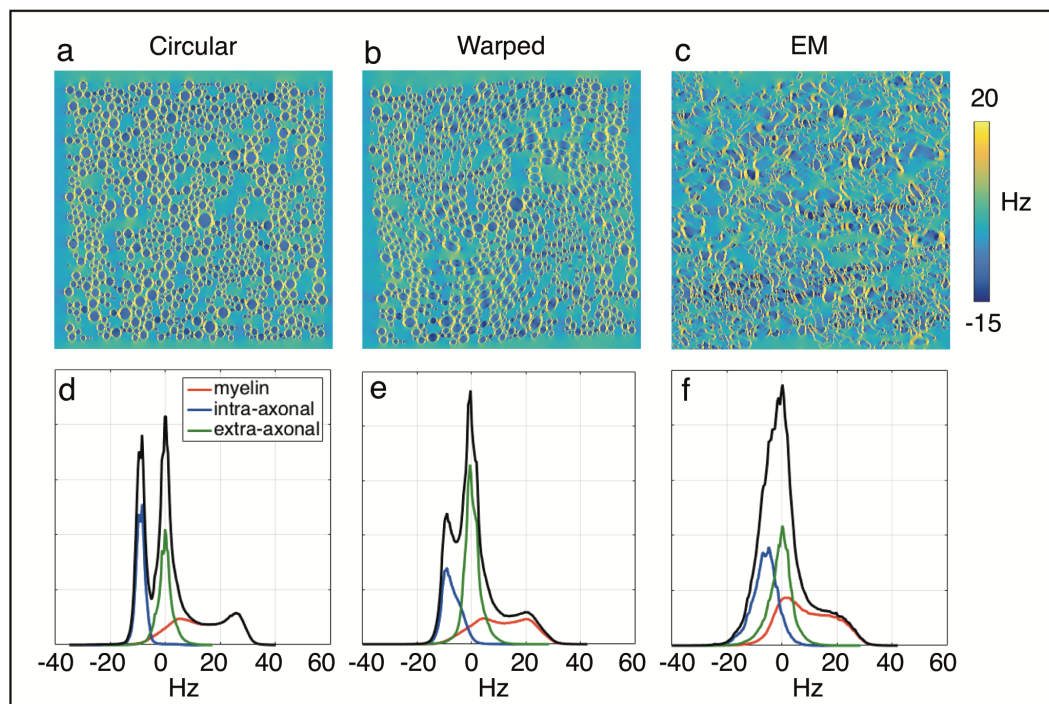 a Circular
b Warped
c EM
20
Hz
-15
d
myelin
intra-axonal
extra-axonal
e
f
-40 -20 0 20 40 60
Hz
-40 -20 0 20 40 60
Hz
-40 -20 0 20 40 60
Hz